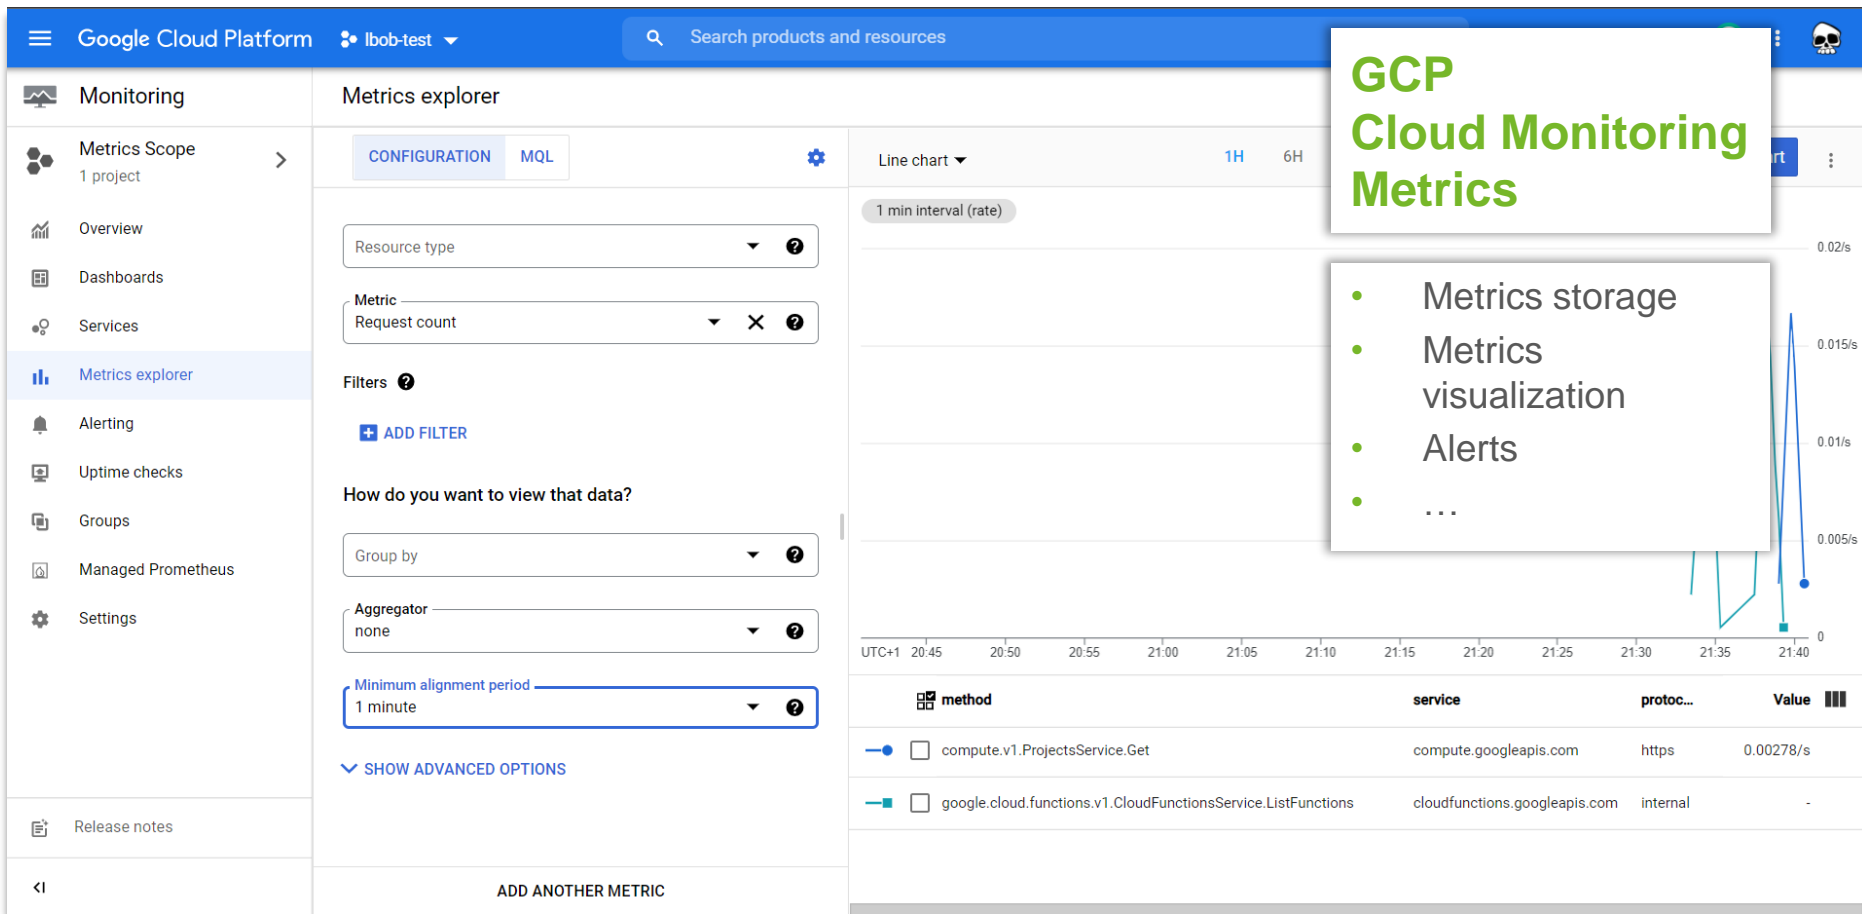 Google Cloud Platform
lbob-test
Search products and resources
GCP
Cloud Monitoring
Metrics
Monitoring
Metrics explorer
Metrics Scope
1 project
Overview
Dashboards
Services
Metrics explorer
Alerting
Uptime checks
Groups
Managed Prometheus
Settings
Release notes
CONFIGURATION MQL
Resource type
Metric
Request count
Filters
ADD FILTER
How do you want to view that data?
Group by
Aggregator
none
Minimum alignment period
1 minute
SHOW ADVANCED OPTIONS
ADD ANOTHER METRIC
Line chart
1H 6H
rt
1 min interval (rate)
• Metrics storage
• Metrics
visualization
• Alerts
• …
0.02/s
0.015/s
0.01/s
0.005/s
0
UTC+1 20:45 20:50 20:55 21:00 21:05 21:10 21:15 21:20 21:25 21:30 21:35 21:40
method service protoc... Value
compute.v1.ProjectsService.Get compute.googleapis.com https 0.00278/s
google.cloud.functions.v1.CloudFunctionsService.ListFunctions cloudfunctions.googleapis.com internal -